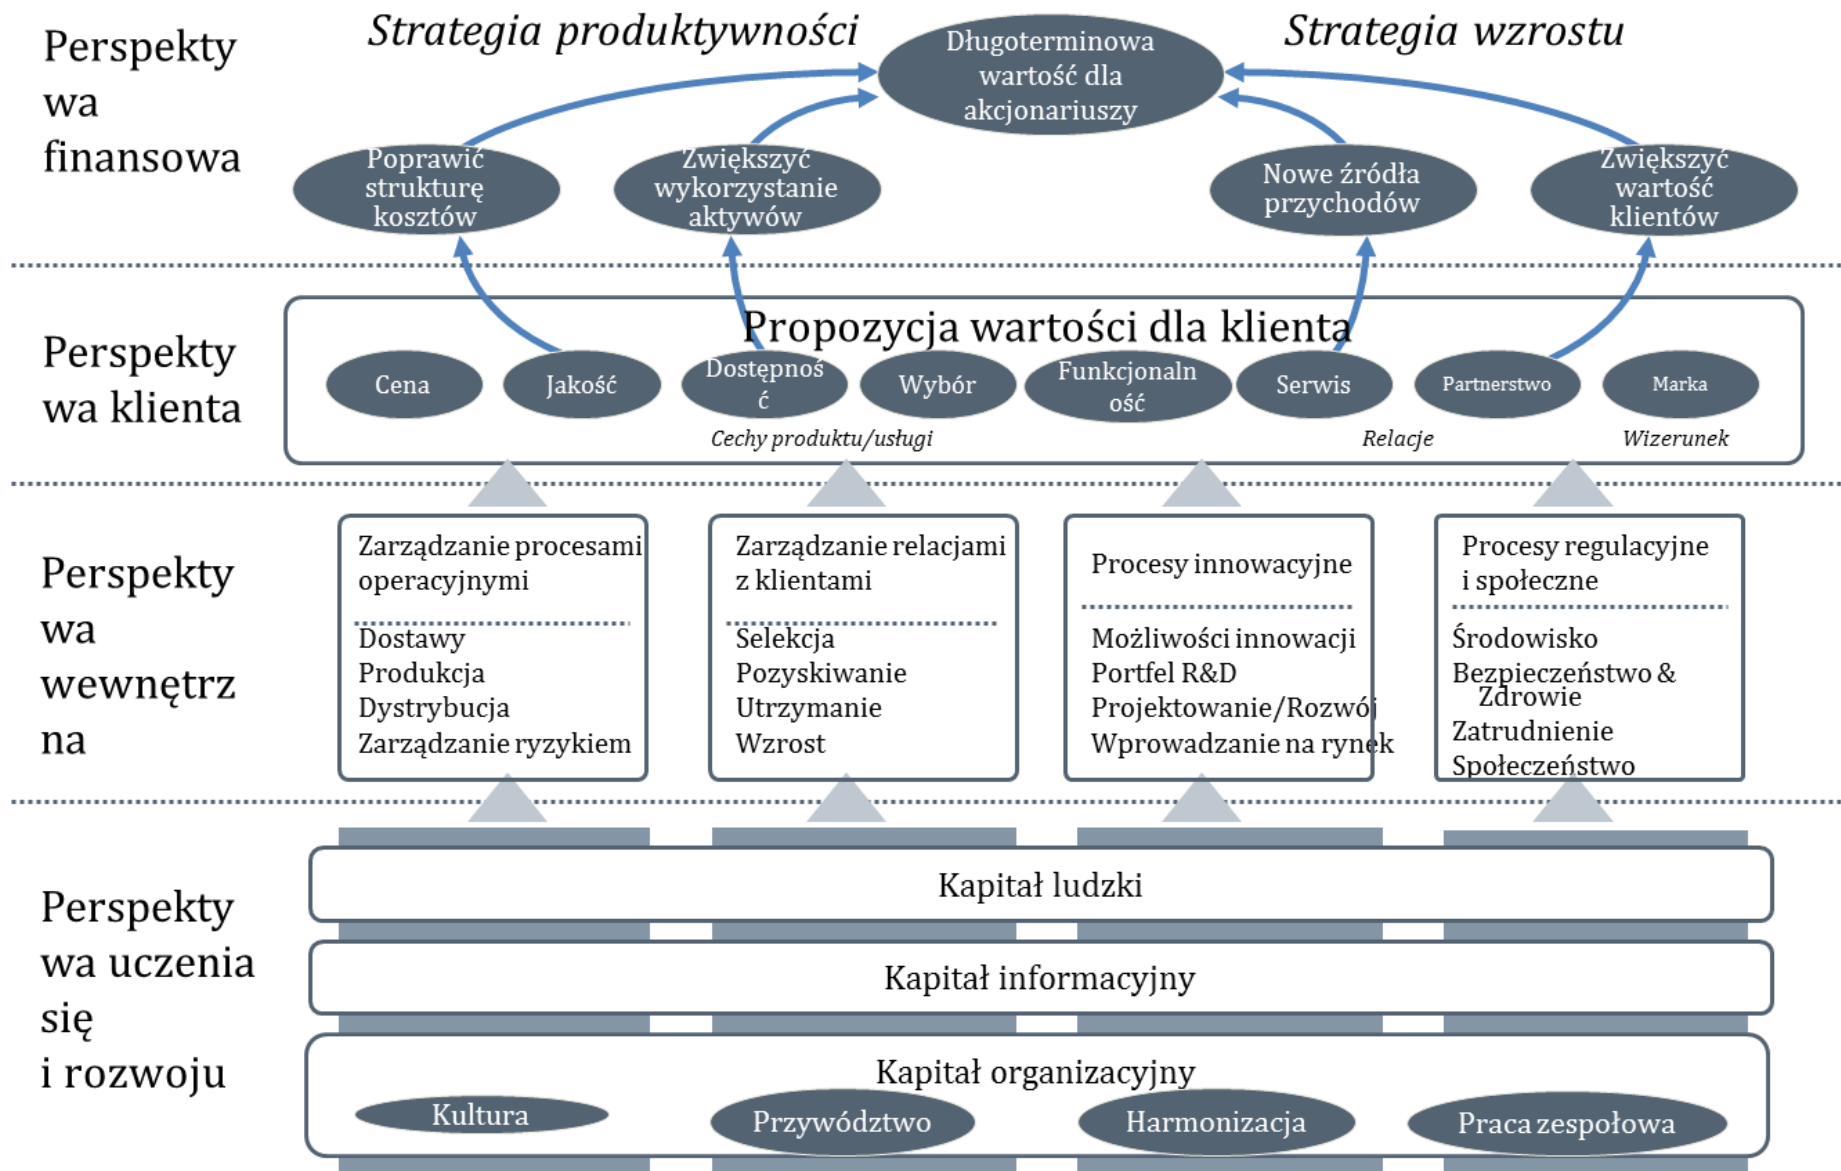 Perspekty
wa
finansowa
Strategia produktywności
Strategia wzrostu
Długoterminowa
wartość dla
akcjonariuszy
Poprawić
strukturę
kosztów
Zwiększyć
wykorzystanie
aktywów
Nowe źródła
przychodów
Zwiększyć
wartość
klientów
Perspekty
wa klienta
Propozycja wartości dla klienta
Cena
Jakość
Dostępnoś
ć
Wybór
Funkcjonaln
ość
Serwis
Partnerstwo
Marka
Cechy produktu/usługi
Relacje
Wizerunek
Perspekty
wa
wewnętrz
na
Zarządzanie procesami
operacyjnymi
Dostawy
Produkcja
Dystrybucja
Zarządzanie ryzykiem
Zarządzanie relacjami
z klientami
Selekcja
Pozyskiwanie
Utrzymanie
Wzrost
Procesy innowacyjne
Możliwości innowacji
Portfel R&D
Projektowanie/Rozwój
Wprowadzanie na rynek
Procesy regulacyjne
i społeczne
Środowisko
Bezpieczeństwo &
Zdrowie
Zatrudnienie
Społeczeństwo
Perspekty
wa uczenia
się
i rozwoju
Kapitał ludzki
Kapitał informacyjny
Kapitał organizacyjny
Kultura
Przywództwo
Harmonizacja
Praca zespołowa